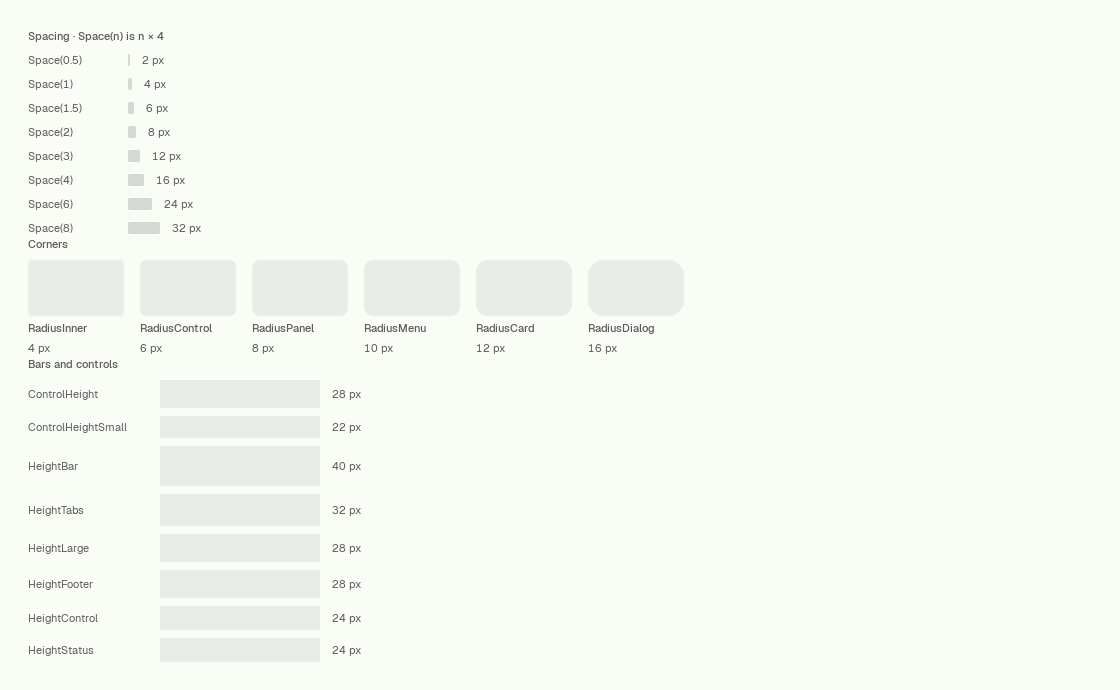 Spacing · Space(n) is n × 4
Space(0.5) 2 px
Space(1) 4 px
Space(1.5) 6 px
Space(2) 8 px
Space(3) 12 px
Space(4) 16 px
Space(6) 24 px
Space(8) 32 px
Corners
RadiusInner RadiusControl RadiusPanel RadiusMenu RadiusCard RadiusDialog
4 px 6 px 8 px 10 px 12 px 16 px
Bars and controls
ControlHeight 28 px
ControlHeightSmall 22 px
HeightBar 40 px
HeightTabs 32 px
HeightLarge 28 px
HeightFooter 28 px
HeightControl 24 px
HeightStatus 24 px